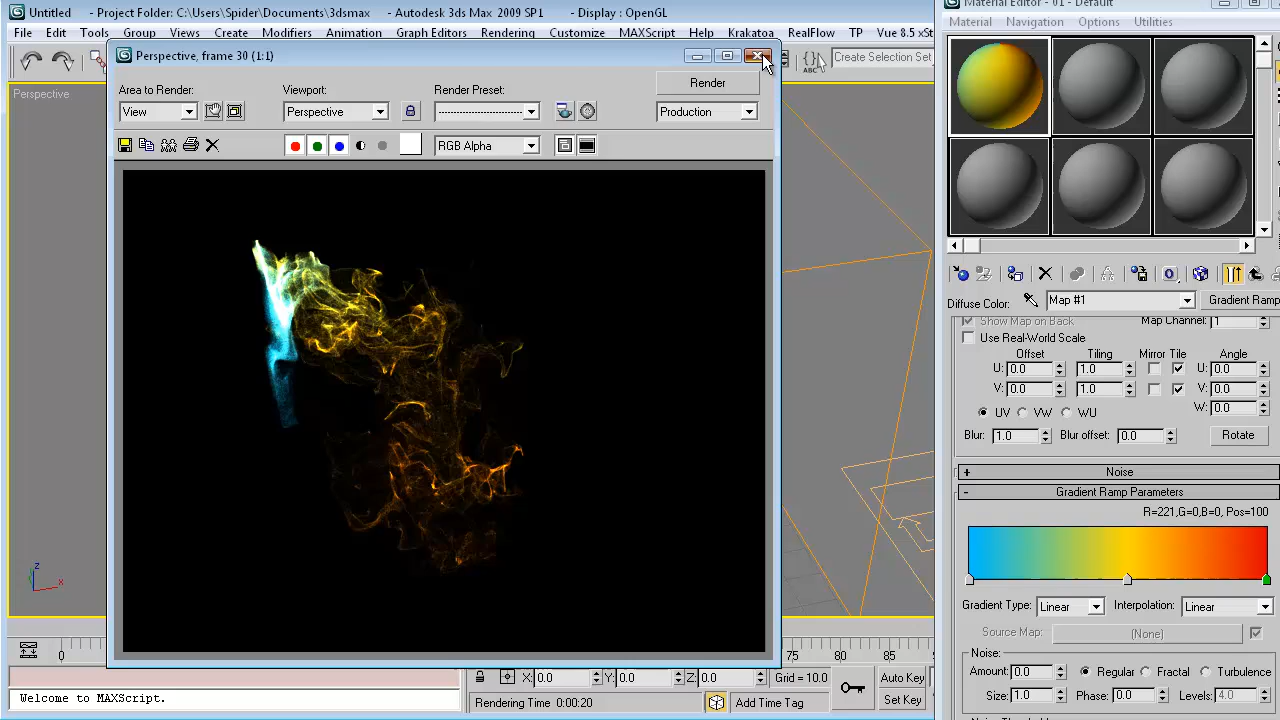 Untitled - Project Folder: C:\Users\Spider\Documents\3dsmax - Autodesk 3ds Max 2009 SP1 - Display : OpenGL
File Edit Tools Group Views Create Modifiers Animation Graph Editors Rendering Customize MAXScript Help Krakatoa RealFlow TP Vue 8.5 xSt
Create Selection Set
ABC
Perspective
Perspective, frame 30 (1:1)
Area to Render:
View
Viewport:
Perspective
Render Preset:
Render
Production
RGB Alpha
z
x
0
75 80 85 90
Welcome to MAXScript.
X: 0.0 Y: 0.0 Z: 0.0 Grid = 10.0
Rendering Time 0:00:20
Add Time Tag
Auto Key
Set Key
Material Editor - 01 - Default
Material Navigation Options Utilities
Diffuse Color: Map #1 Gradient Ramp
Show Map on Back Map Channel: 1
Use Real-World Scale
Offset Tiling Mirror Tile Angle
U: 0.0 1.0 U: 0.0
V: 0.0 1.0 V: 0.0
UV VW WU W: 0.0
Blur: 1.0 Blur offset: 0.0 Rotate
+ Noise
- Gradient Ramp Parameters
R=221,G=0,B=0, Pos=100
Gradient Type: Linear Interpolation: Linear
Source Map: (None)
Noise:
Amount: 0.0 Regular Fractal Turbulence
Size: 1.0 Phase: 0.0 Levels: 4.0